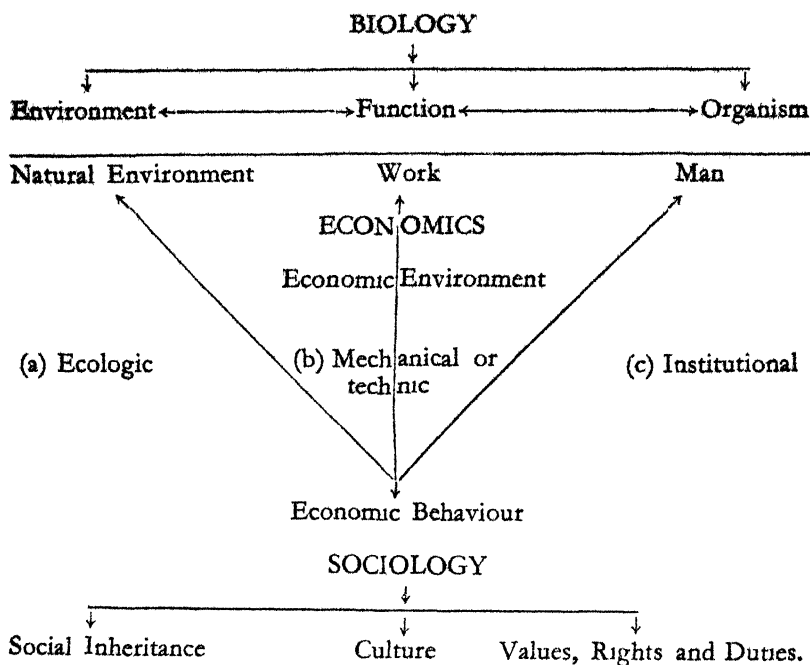 BIOLOGY
Environment Function Organism
Natural Environment Work Man
ECONOMICS
Economic Environment
(a) Ecologic (b) Mechanical or technic (c) Institutional
Economic Behaviour
SOCIOLOGY
Social Inheritance Culture Values, Rights and Duties.